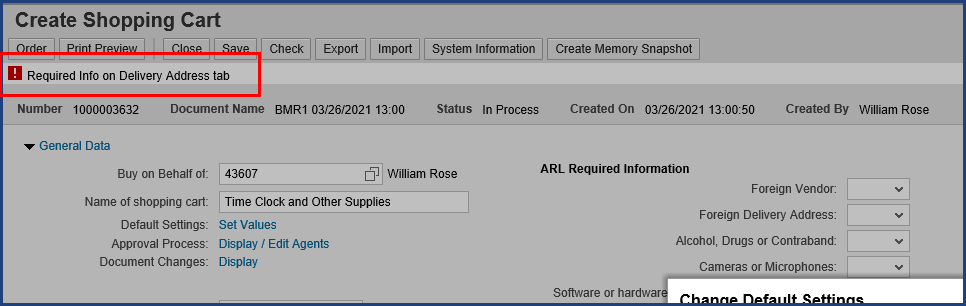 Create Shopping Cart
Order Print Preview Close Save Check Export Import System Information Create Memory Snapshot
! Required Info on Delivery Address tab
Number 1000003632 Document Name BMR1 03/26/2021 13:00 Status In Process Created On 03/26/2021 13:00:50 Created By William Rose
General Data
Buy on Behalf of: 43607 William Rose
ARL Required Information
Foreign Vendor:
Name of shopping cart: Time Clock and Other Supplies
Foreign Delivery Address:
Default Settings: Set Values
Approval Process: Display / Edit Agents
Alcohol, Drugs or Contraband:
Document Changes: Display
Cameras or Microphones:
Software or hardware
Change Default Settings